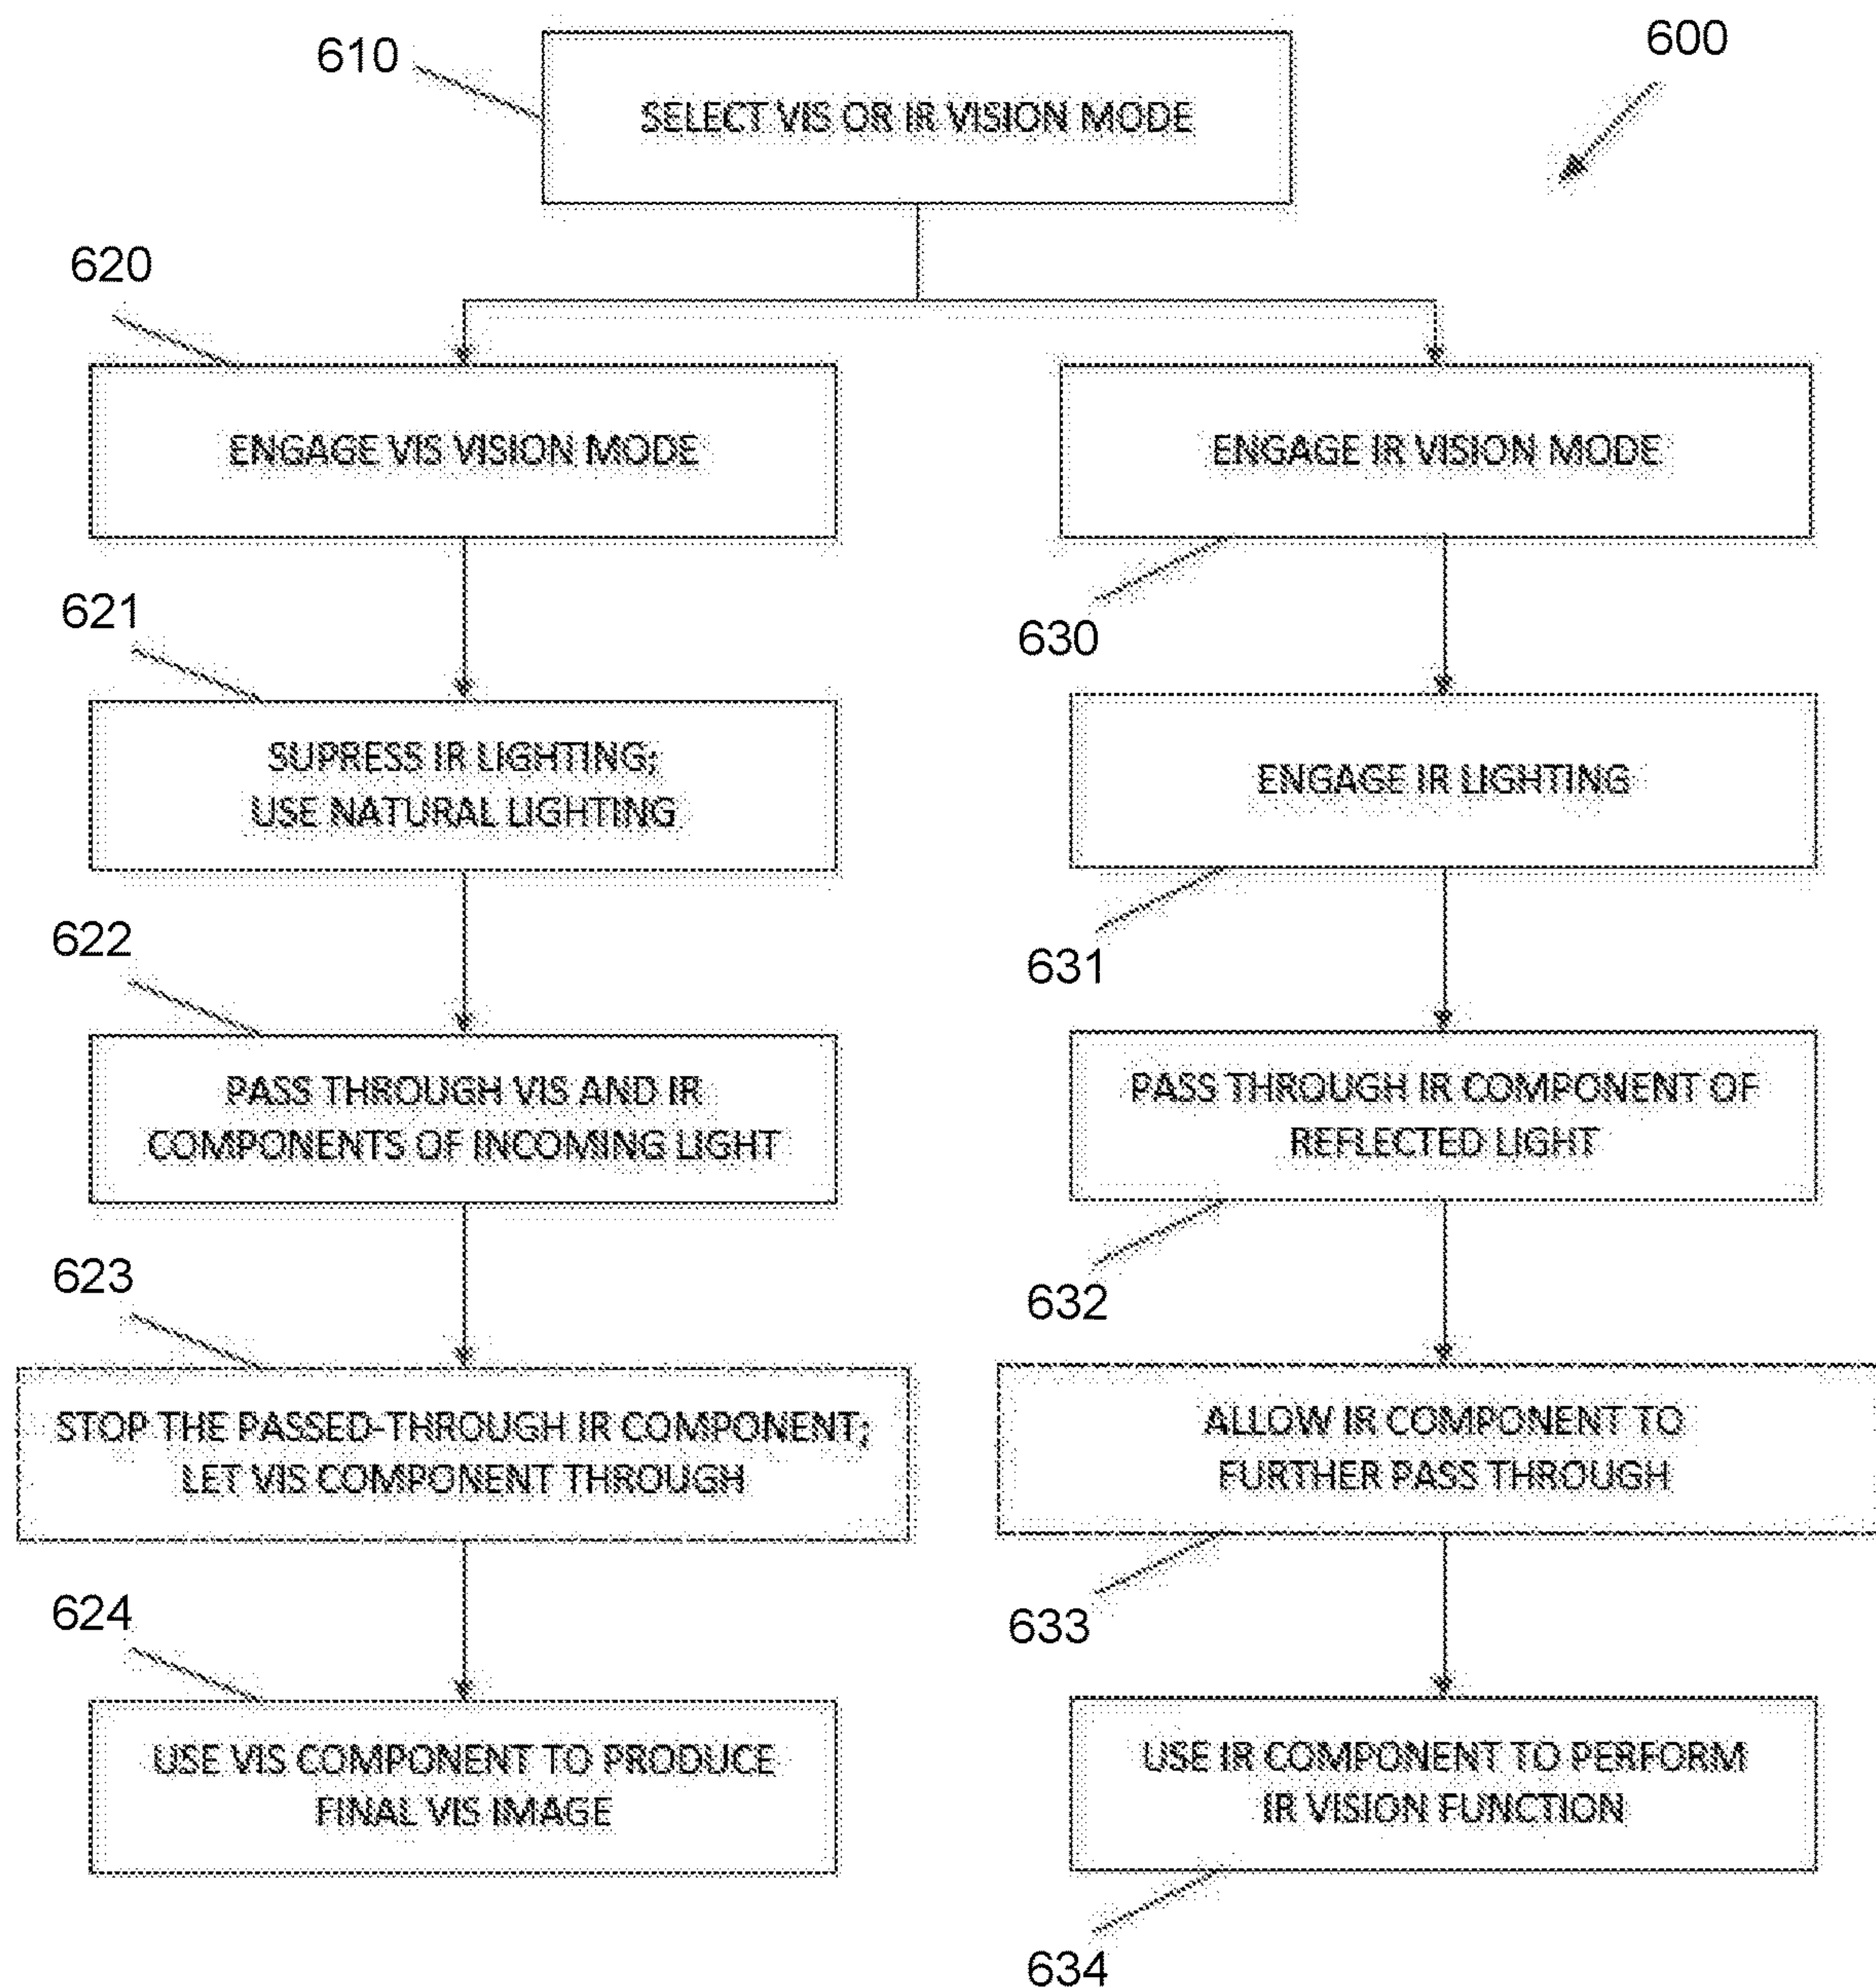 610
600
SELECT VIS OR IR VISION MODE
620
ENGAGE VIS VISION MODE
ENGAGE IR VISION MODE
630
621
SUPRESS IR LIGHTING;
USE NATURAL LIGHTING
ENGAGE IR LIGHTING
631
622
PASS THROUGH VIS AND IR
COMPONENTS OF INCOMING LIGHT
PASS THROUGH IR COMPONENT OF
REFLECTED LIGHT
632
623
STOP THE PASSED-THROUGH IR COMPONENT;
LET VIS COMPONENT THROUGH
ALLOW IR COMPONENT TO
FURTHER PASS THROUGH
633
624
USE VIS COMPONENT TO PRODUCE
FINAL VIS IMAGE
USE IR COMPONENT TO PERFORM
IR VISION FUNCTION
634